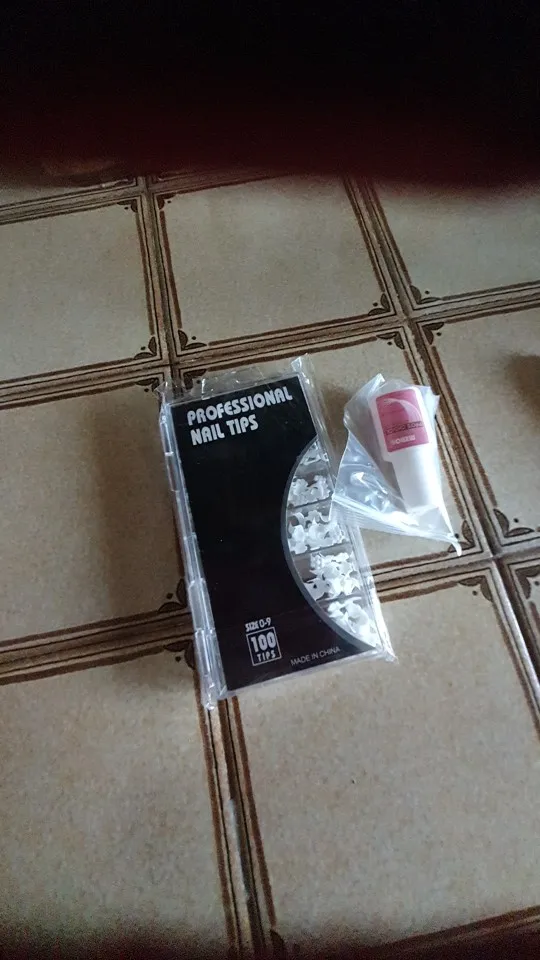 PROFESSIONAL
NAIL TIPS
SIZE 0-9
100
TIPS
MADE IN CHINA